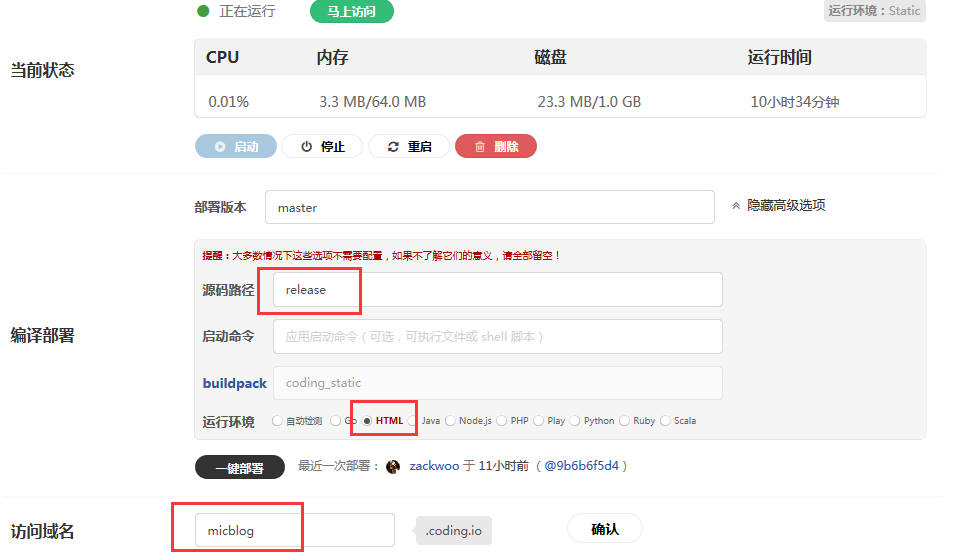 正在运行 马上访问 运行环境：Static
当前状态
CPU 内存 磁盘 运行时间
0.01% 3.3 MB/64.0 MB 23.3 MB/1.0 GB 10小时34分钟
启动 停止 重启 删除
部署版本 master 隐藏高级选项
提醒：大多数情况下这些选项不需要配置，如果不了解它们的意义，请全部留空！
源码路径 release
编译部署
启动命令 应用启动命令（可选，可执行文件或 shell 脚本）
buildpack coding_static
运行环境 自动检测 Go HTML Java Node.js PHP Play Python Ruby Scala
一键部署 最近一次部署： zackwoo 于 11小时前 （ @9b6b6f5d4 ）
访问域名 micblog .coding.io 确认